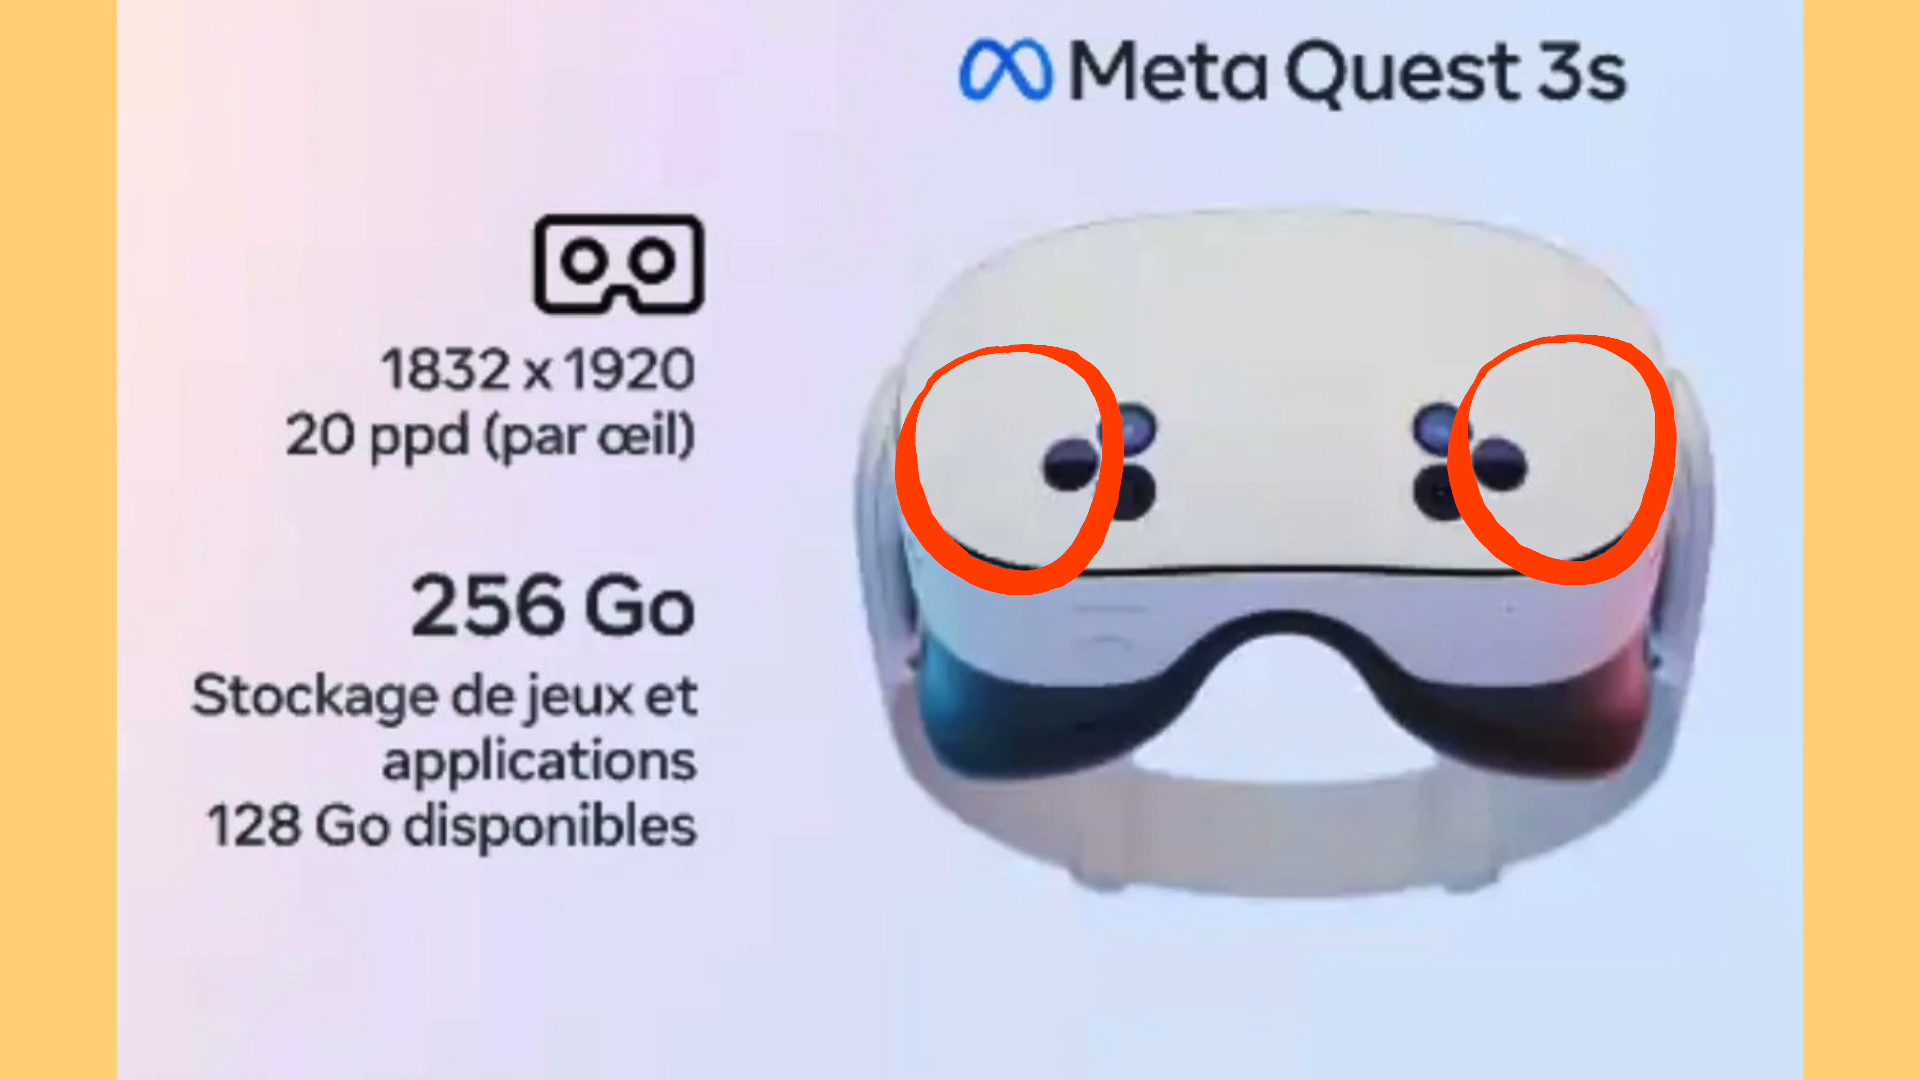 Meta Quest 3s
1832 x 1920
20 ppd (par œil)
256 Go
Stockage de jeux et
applications
128 Go disponibles